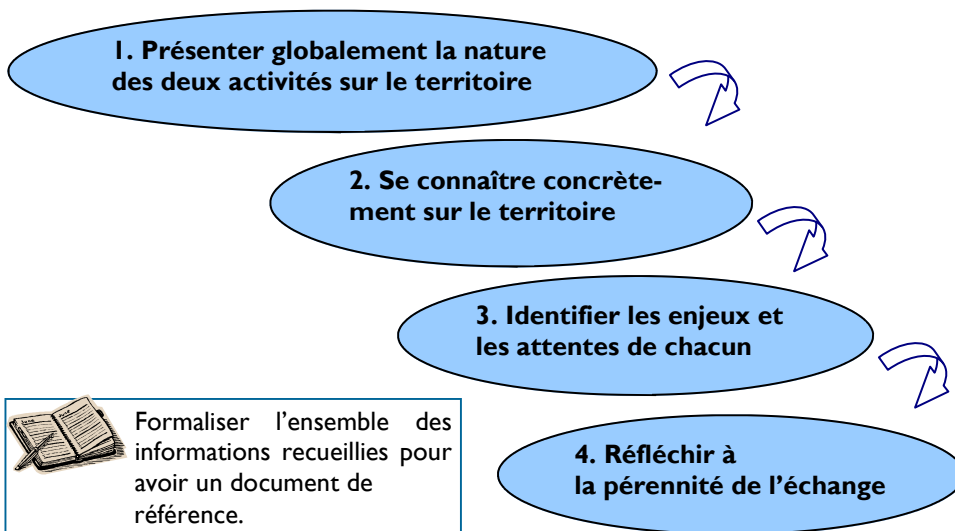 1. Présenter globalement la nature
des deux activités sur le territoire
2. Se connaître concrète-
ment sur le territoire
3. Identifier les enjeux et
les attentes de chacun
4. Réfléchir à
la pérennité de l’échange
Formaliser l’ensemble des
informations recueillies pour
avoir un document de
référence.